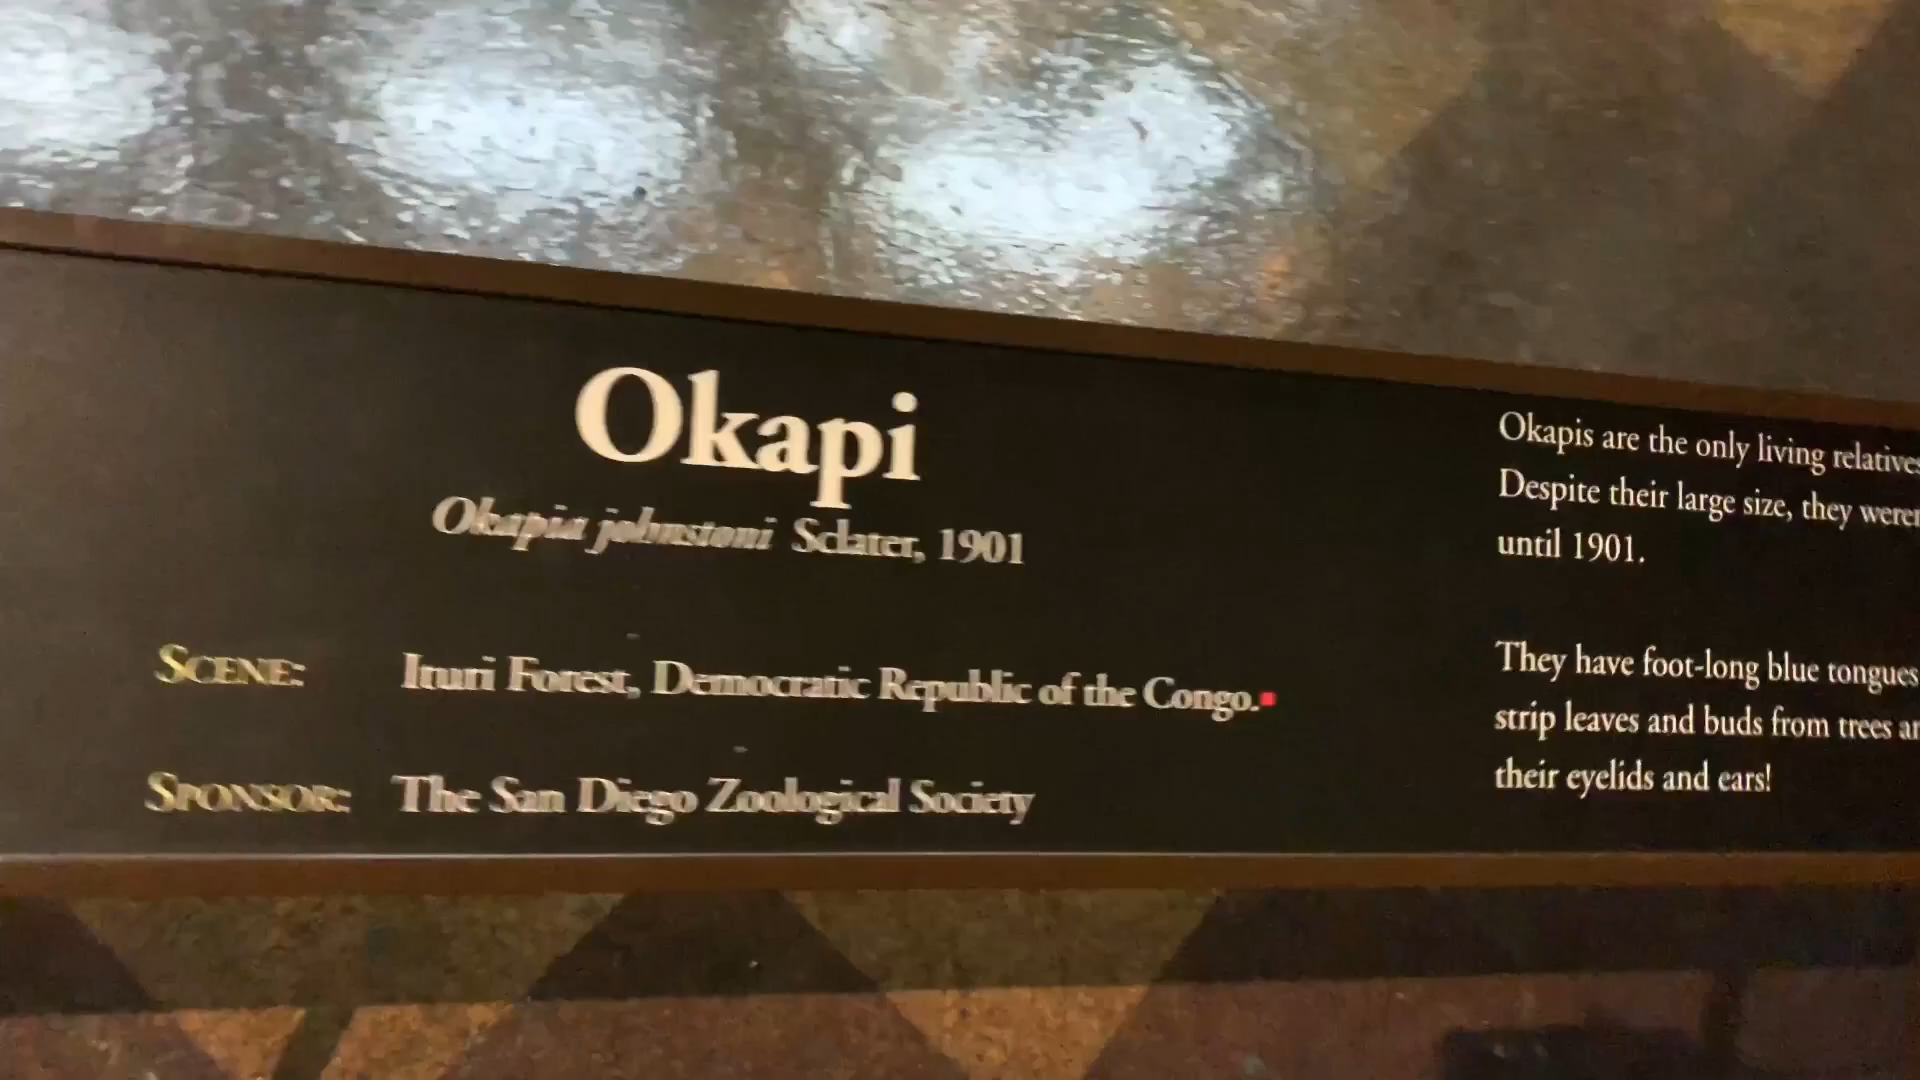 Okapi
Okapia johnstoni Sclater, 1901
SCENE: Ituri Forest, Democratic Republic of the Congo.
SPONSOR: The San Diego Zoological Society
Okapis are the only living relatives
Despite their large size, they
until 1901.
They have foot-long blue tongues
strip leaves and buds from trees
their eyelids and ears!